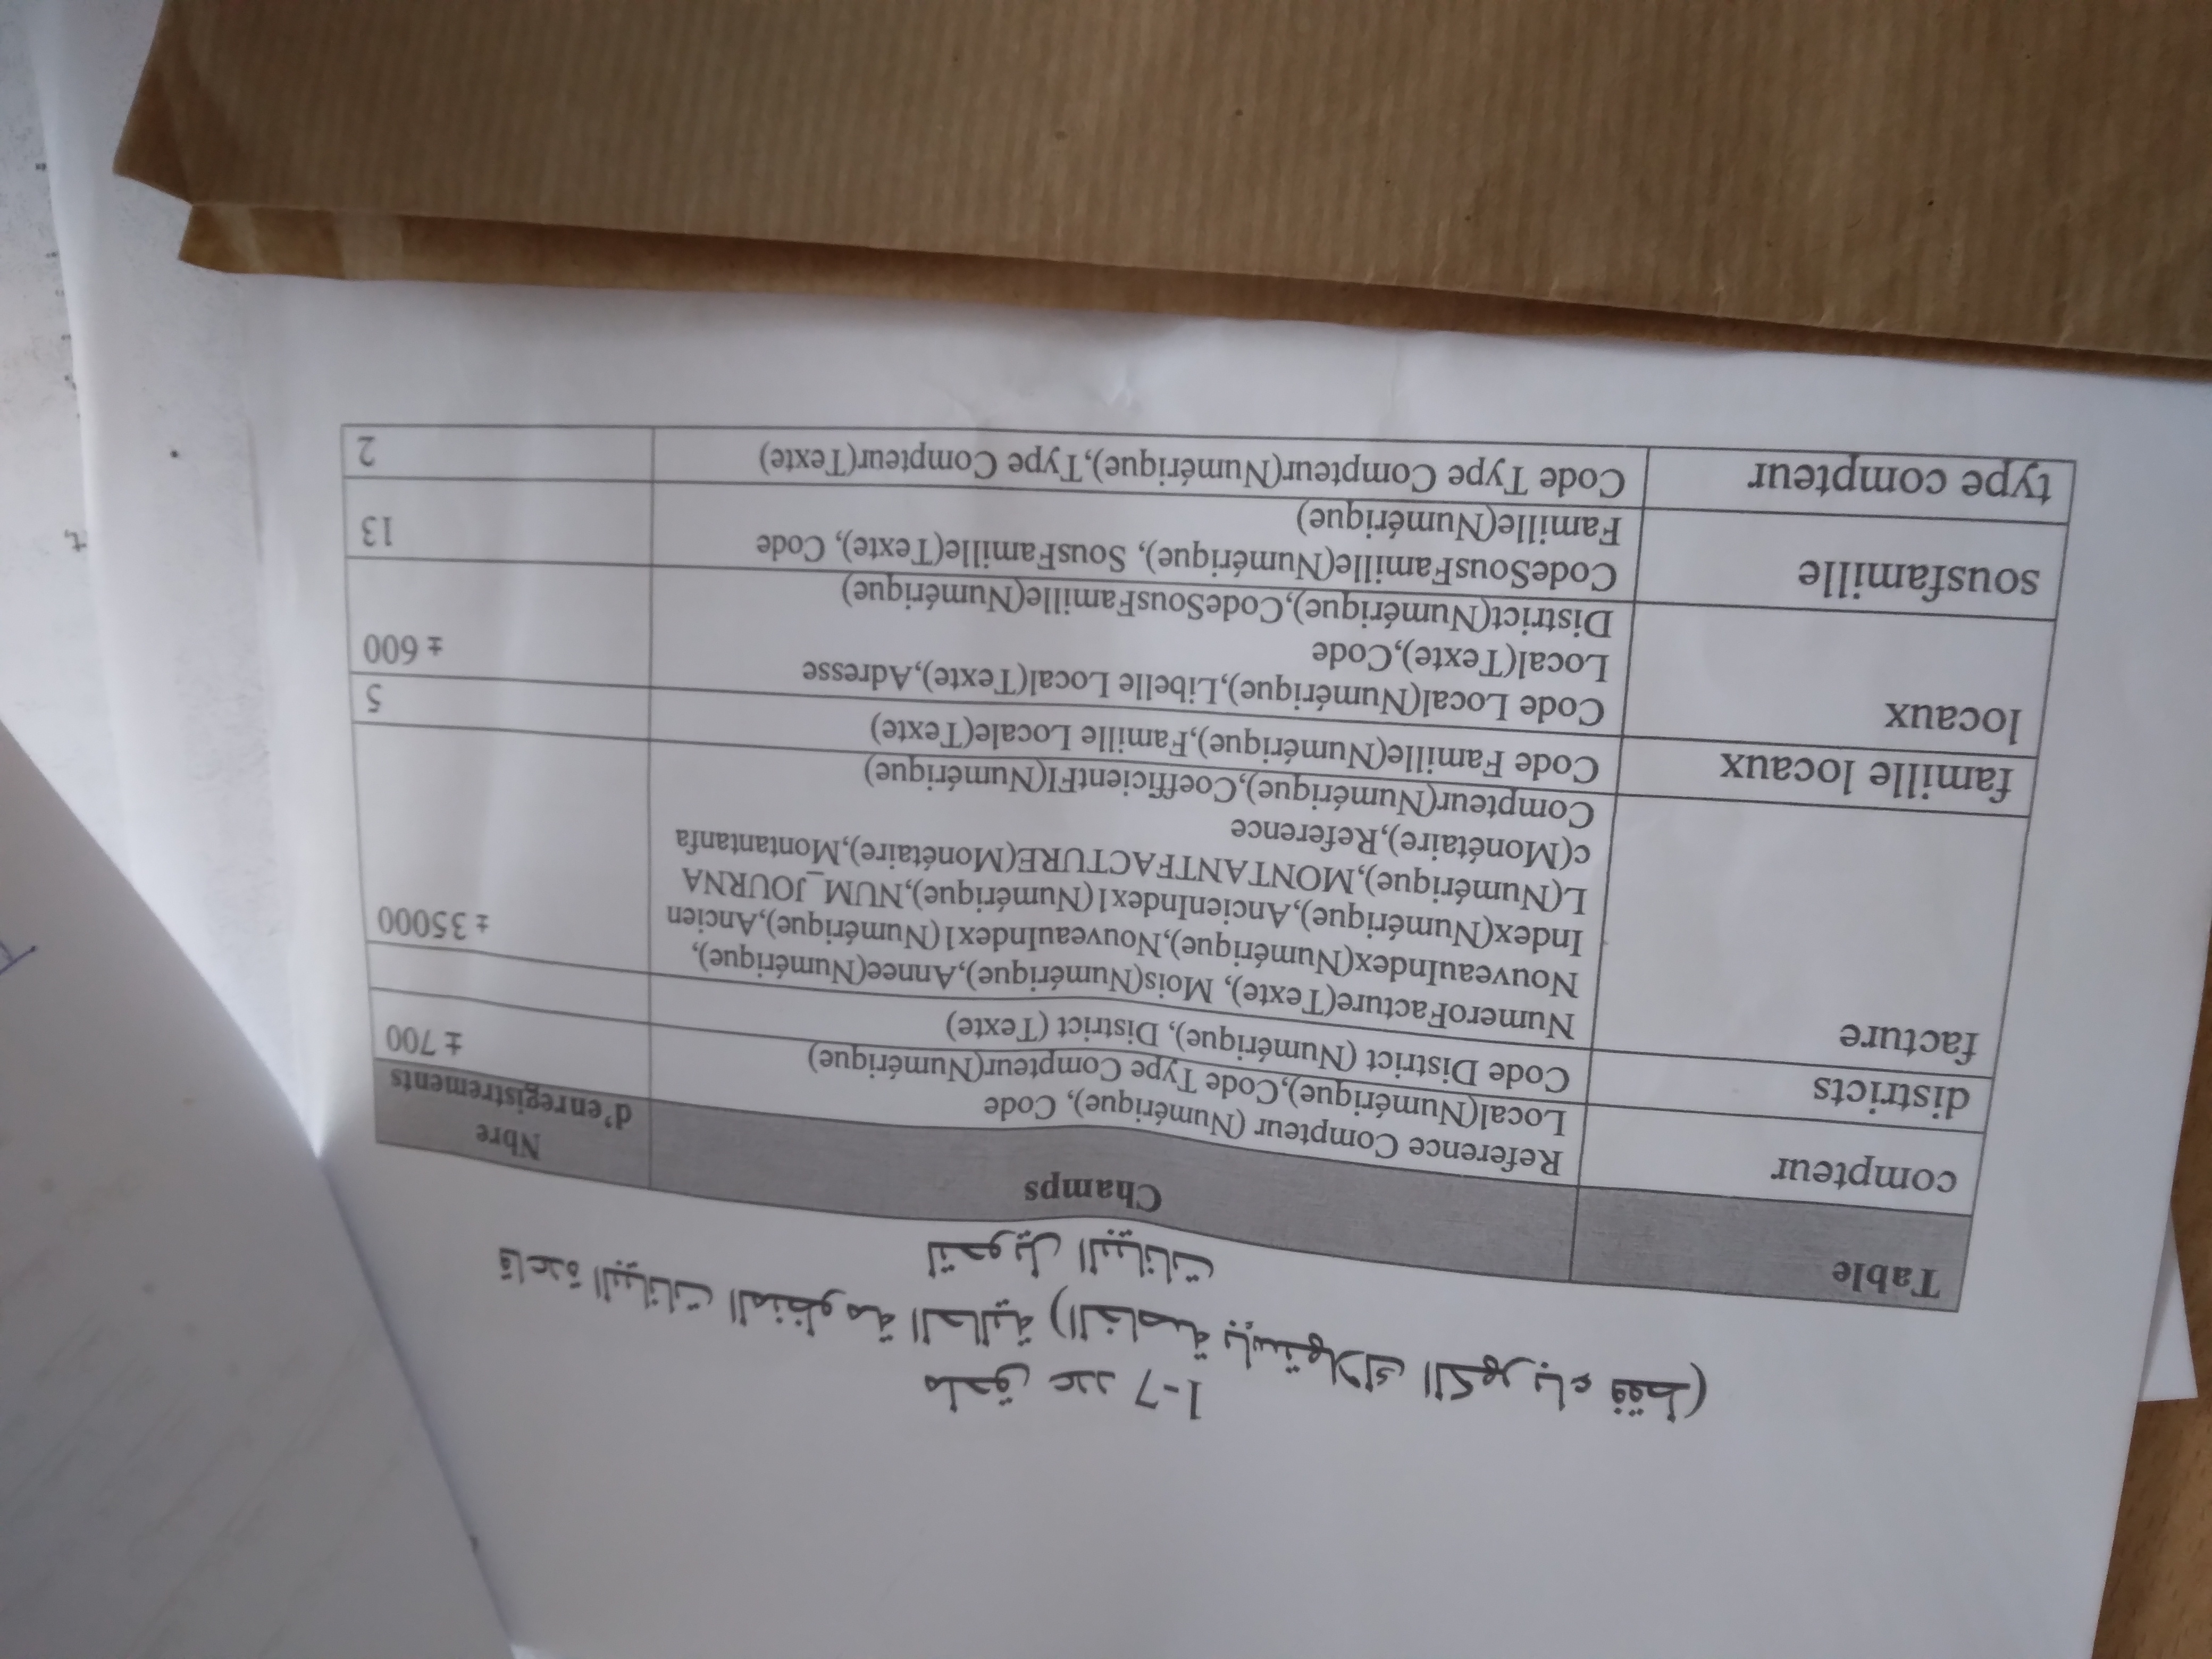 ملحق عدد 7-1
قاعدة البيانات المنظومة الحالية (الخاصة بإستهلاك الكهرباء فقط)
لتحويل البيانات
Table
Champs
Nbre
d'enregistrements
compteur
Reference Compteur (Numérique), Code
Local(Numérique),Code Type Compteur(Numérique)
± 700
districts
Code District (Numérique), District (Texte)
facture
NumeroFacture(Texte), Mois(Numérique),Annee(Numérique),
NouveauIndex(Numérique),NouveauIndex1(Numérique),Ancien
Index(Numérique),AncienIndex1(Numérique),NUM_JOURNA
L(Numérique),MONTANTFACTURE(Monétaire),Montantanfa
c(Monétaire),Reference
Compteur(Numérique),CoefficientFI(Numérique)
± 35000
famille locaux
Code Famille(Numérique),Famille Locale(Texte)
5
locaux
Code Local(Numérique),Libelle Local(Texte),Adresse
Local(Texte),Code
District(Numérique),CodeSousFamille(Numérique)
± 600
sousfamille
CodeSousFamille(Numérique), SousFamille(Texte), Code
Famille(Numérique)
13
type compteur
Code Type Compteur(Numérique),Type Compteur(Texte)
2